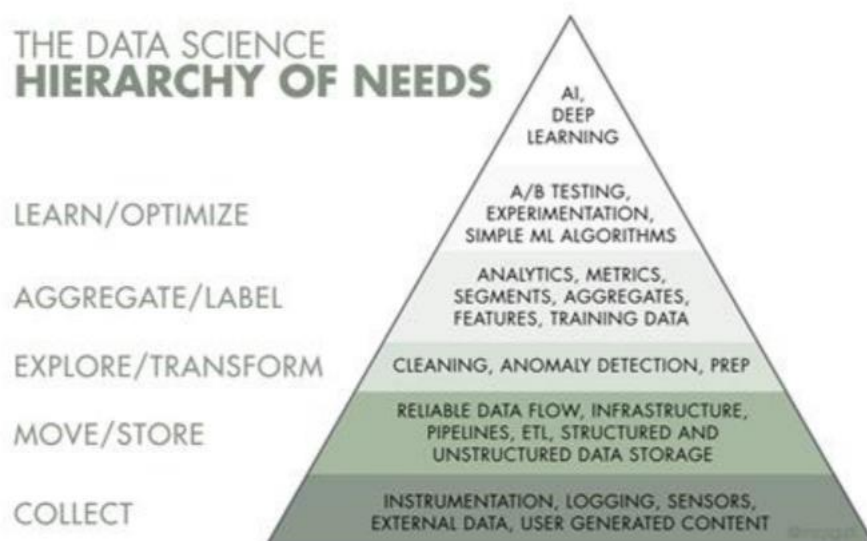 THE DATA SCIENCE
HIERARCHY OF NEEDS
AI,
DEEP
LEARNING
LEARN/OPTIMIZE
A/B TESTING,
EXPERIMENTATION,
SIMPLE ML ALGORITHMS
AGGREGATE/LABEL
ANALYTICS, METRICS,
SEGMENTS, AGGREGATES,
FEATURES, TRAINING DATA
EXPLORE/TRANSFORM
CLEANING, ANOMALY DETECTION, PREP
MOVE/STORE
RELIABLE DATA FLOW, INFRASTRUCTURE,
PIPELINES, ETL, STRUCTURED AND
UNSTRUCTURED DATA STORAGE
COLLECT
INSTRUMENTATION, LOGGING, SENSORS,
EXTERNAL DATA, USER GENERATED CONTENT